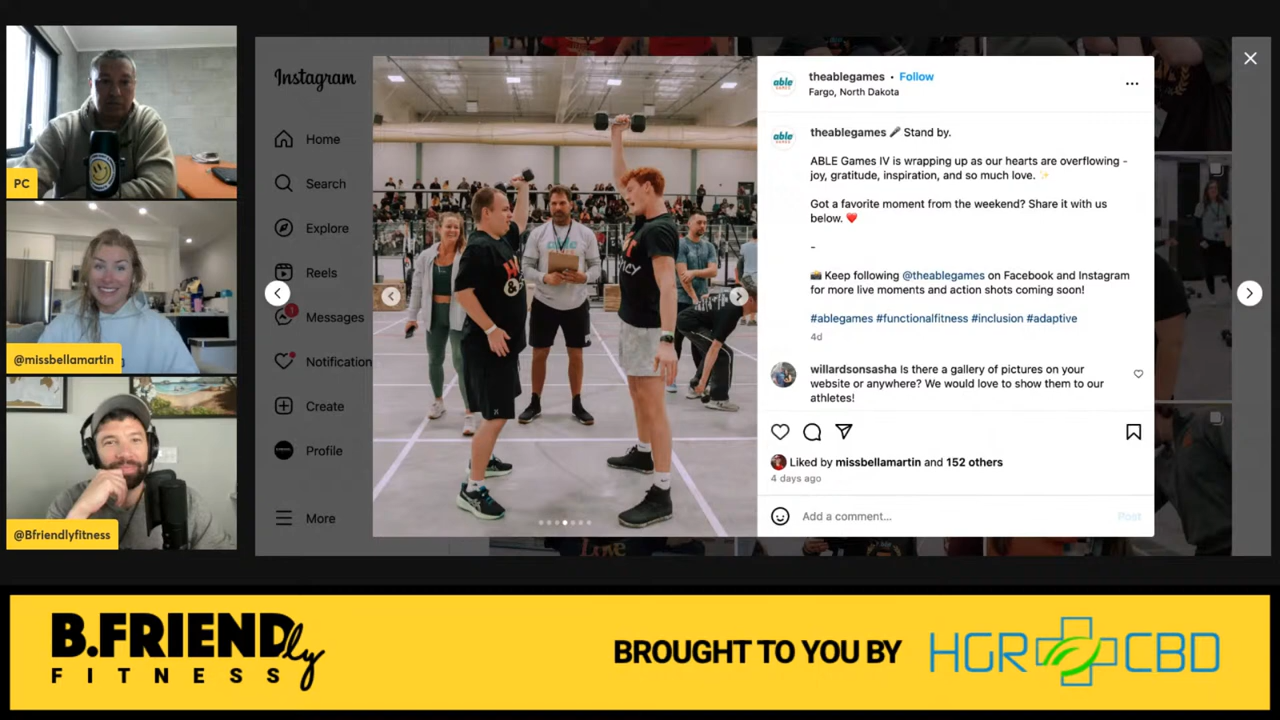 PC
@missbellamartin
@Bfriendlyfitness
Instagram
Home
Search
Explore
Reels
Messages
1
Notification
Create
Profile
More
able
GAMES
theablegames • Follow
Fargo, North Dakota
able
GAMES
theablegames 🎤 Stand by.
ABLE Games IV is wrapping up as our hearts are overflowing -
joy, gratitude, inspiration, and so much love. ✨
Got a favorite moment from the weekend? Share it with us
below. ❤️
-
📸 Keep following @theablegames on Facebook and Instagram
for more live moments and action shots coming soon!
#ablegames #functionalfitness #inclusion #adaptive
4d
willardsonsasha Is there a gallery of pictures on your
website or anywhere? We would love to show them to our
athletes!
Liked by missbellamartin and 152 others
4 days ago
Add a comment...
Post
B.FRIENDly
FITNESS
BROUGHT TO YOU BY
HGR CBD